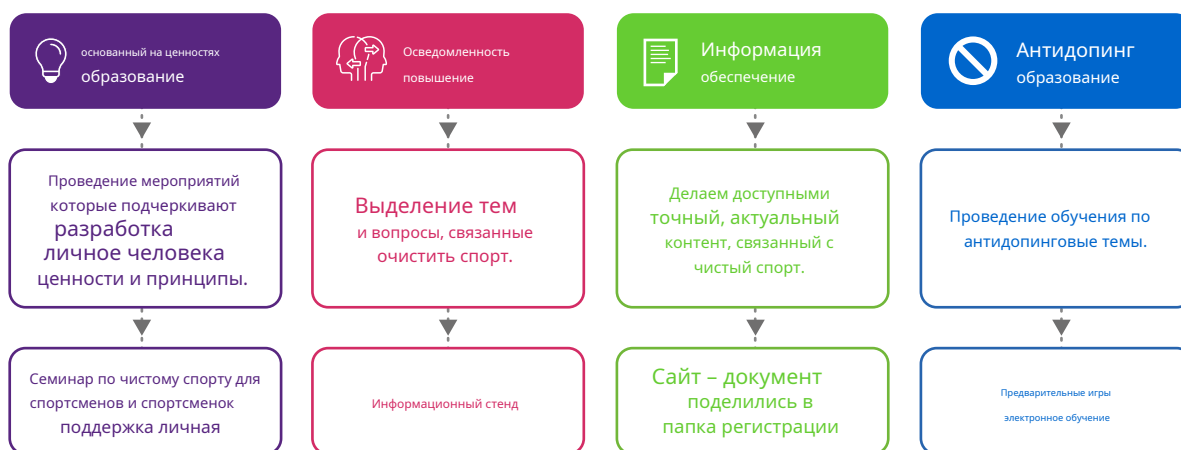 основанный на ценностях
образование
Осведомленность
повышение
Информация
обеспечение
Антидопинг
образование
Проведение мероприятий
которые подчеркивают
разработка
личное человека
ценности и принципы.
Выделение тем
и вопросы, связанные
очистить спорт.
Делаем доступными
точный, актуальный
контент, связанный с
чистый спорт.
Проведение обучения по
антидопинговые темы.
Семинар по чистому спорту для
спортсменов и спортсменок
поддержка личная
Информационный стенд
Сайт – документ
поделились в
папка регистрации
Предварительные игры
электронное обучение